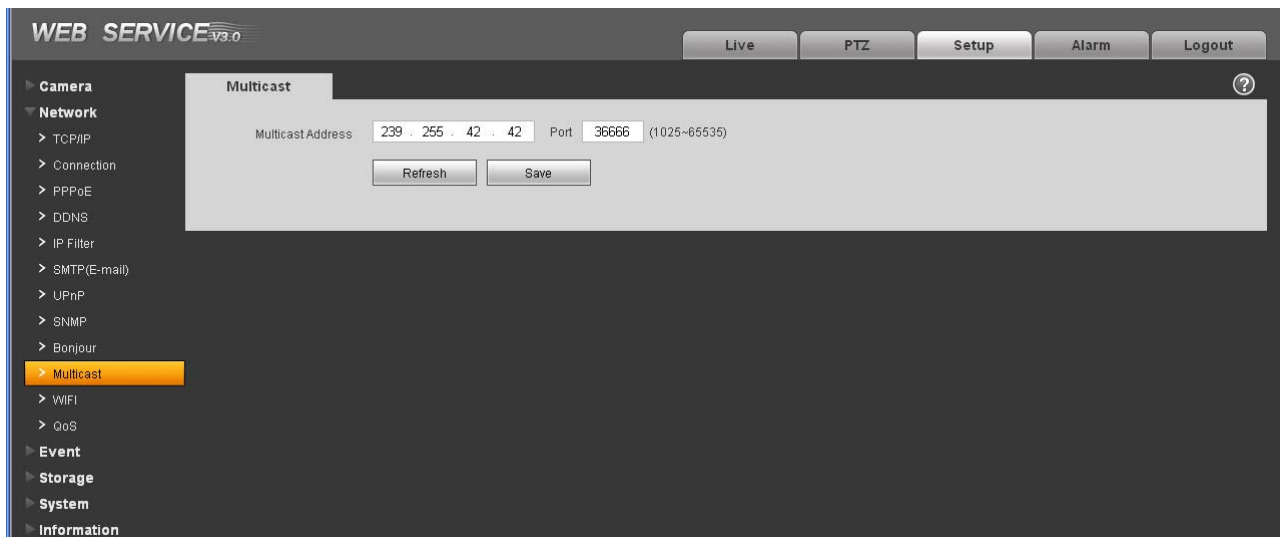 WEB SERVICE V3.0
Live PTZ Setup Alarm Logout
Camera
Multicast
?
Network
Multicast Address 239 . 255 . 42 . 42 Port 36666 (1025~65535)
> TCP/IP
> Connection
Refresh Save
> PPPoE
> DDNS
> IP Filter
> SMTP(E-mail)
> UPnP
> SNMP
> Bonjour
> Multicast
> WIFI
> QoS
Event
Storage
System
Information